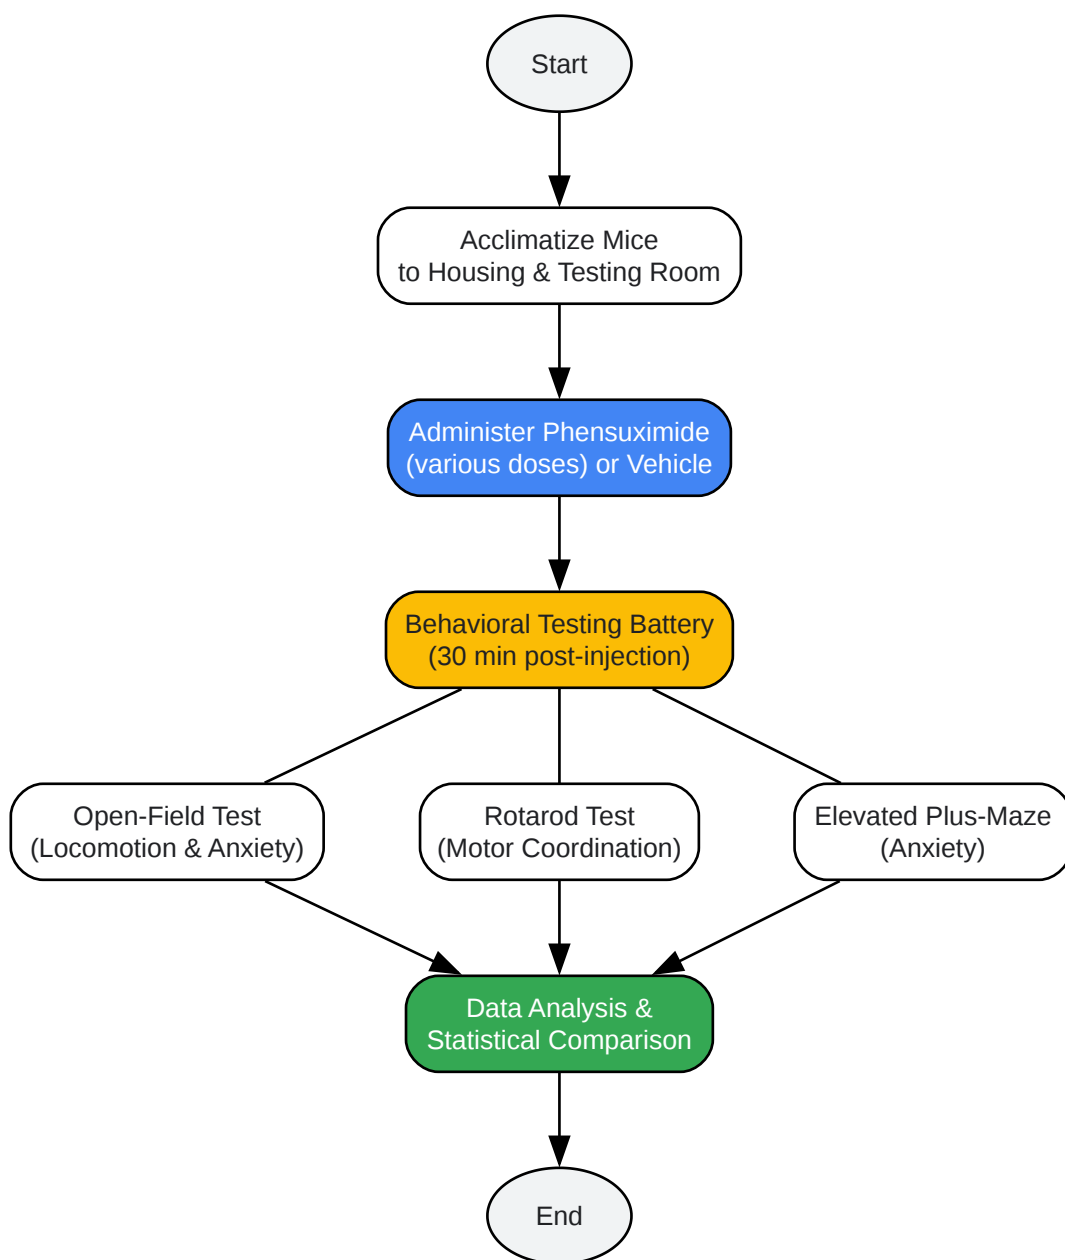 Start
Acclimatize Mice
to Housing & Testing Room
Administer Phensuximide
(various doses) or Vehicle
Behavioral Testing Battery
(30 min post-injection)
Open-Field Test
(Locomotion & Anxiety)
Rotarod Test
(Motor Coordination)
Elevated Plus-Maze
(Anxiety)
Data Analysis &
Statistical Comparison
End